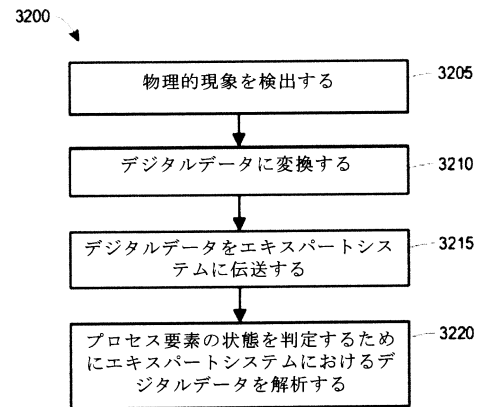 3200
物理的現象を検出する
3205
デジタルデータに変換する
3210
デジタルデータをエキスパートシス
テムに伝送する
3215
プロセス要素の状態を判定するため
にエキスパートシステムにおけるデ
ジタルデータを解析する
3220